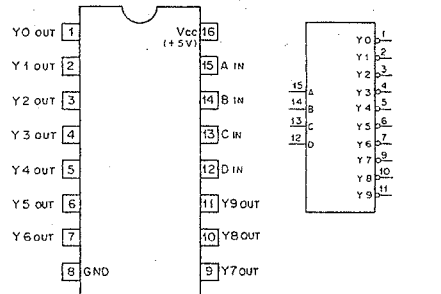 Y0 OUT 1
Y1 OUT 2
Y2 OUT 3
Y3 OUT 4
Y4 OUT 5
Y5 OUT 6
Y6 OUT 7
8 GND
Vcc 16
(+5V)
15 A IN
14 B IN
13 C IN
12 D IN
11 Y9 OUT
10 Y8 OUT
9 Y7 OUT
15 A
14 B
13 C
12 D
Y0 1
Y1 2
Y2 3
Y3 4
Y4 5
Y5 6
Y6 7
Y7 9
Y8 10
Y9 11